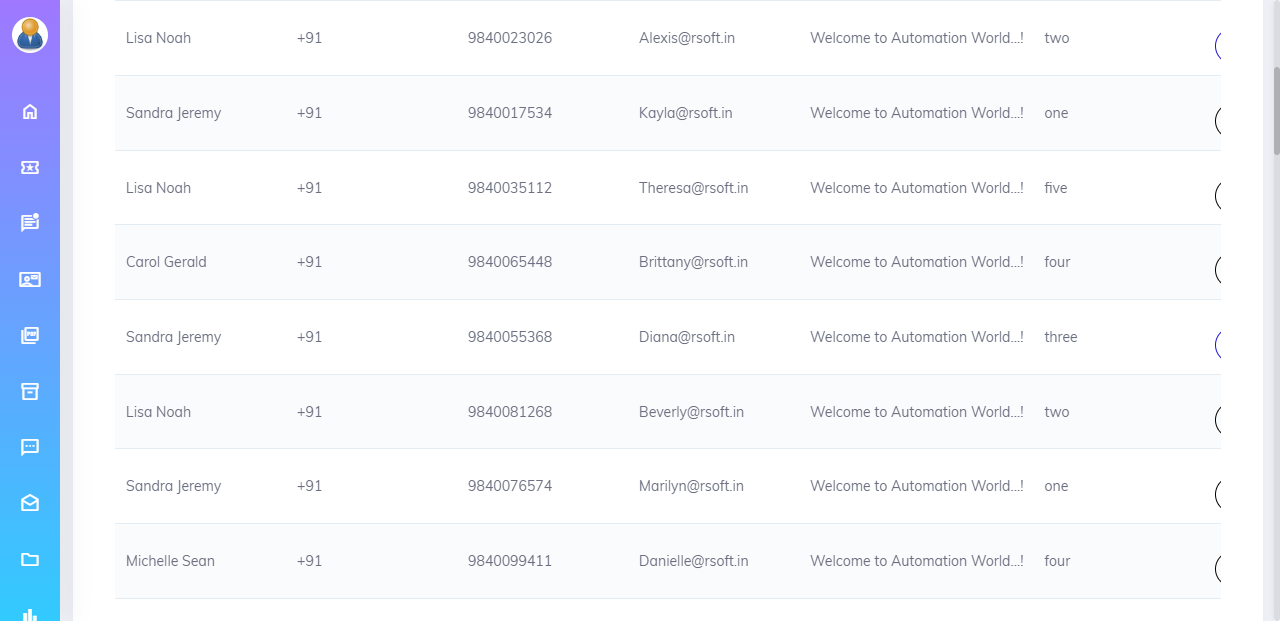 Lisa Noah +91 9840023026 Alexis@rsoft.in Welcome to Automation World...! two
Sandra Jeremy +91 9840017534 Kayla@rsoft.in Welcome to Automation World...! one
Lisa Noah +91 9840035112 Theresa@rsoft.in Welcome to Automation World...! five
Carol Gerald +91 9840065448 Brittany@rsoft.in Welcome to Automation World...! four
Sandra Jeremy +91 9840055368 Diana@rsoft.in Welcome to Automation World...! three
Lisa Noah +91 9840081268 Beverly@rsoft.in Welcome to Automation World...! two
Sandra Jeremy +91 9840076574 Marilyn@rsoft.in Welcome to Automation World...! one
Michelle Sean +91 9840099411 Danielle@rsoft.in Welcome to Automation World...! four